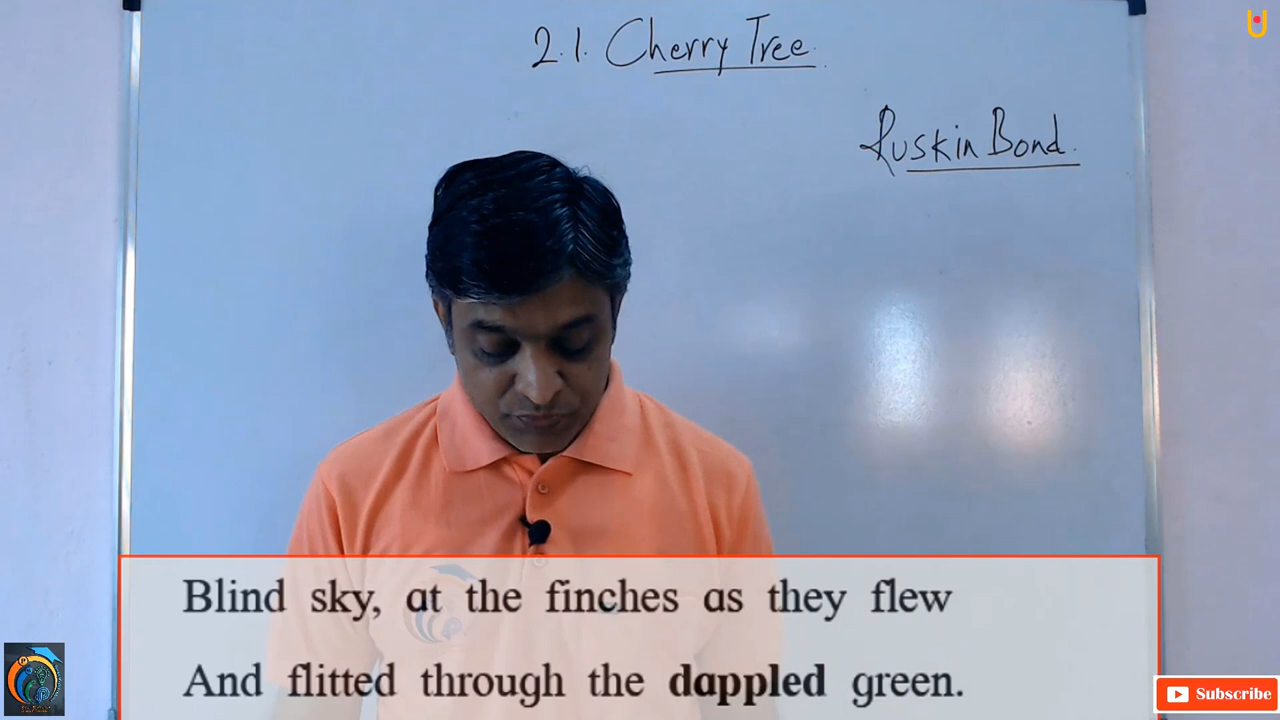 2.1. Cherry Tree.
Ruskin Bond.
Blind sky, at the finches as they flew
And flitted through the dappled green.
Subscribe